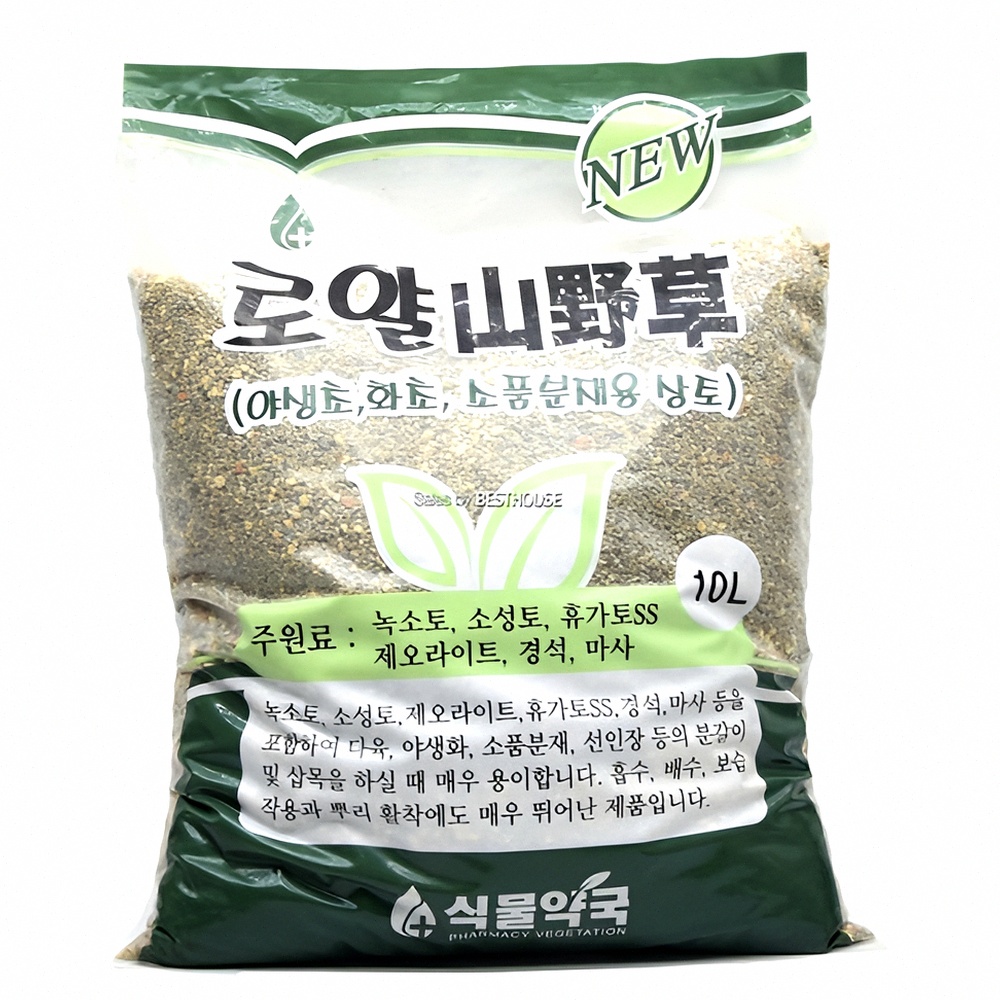 NEW
로얄 山野草
(야생초,화초, 소품분재용 상토)
by BESTHOUSE
10L
주원료 : 녹소토, 소성토, 휴가토SS
제오라이트, 경석, 마사
녹소토, 소성토,제오라이트,휴가토SS,경석,마사 등을
포함하여 다육, 야생화, 소품분재, 선인장 등의 분갈이
및 삽목을 하실 때 매우 용이합니다. 흡수, 배수, 보습
작용과 뿌리 활착에도 매우 뛰어난 제품입니다.
식물약국
PHARMACY VEGETATION